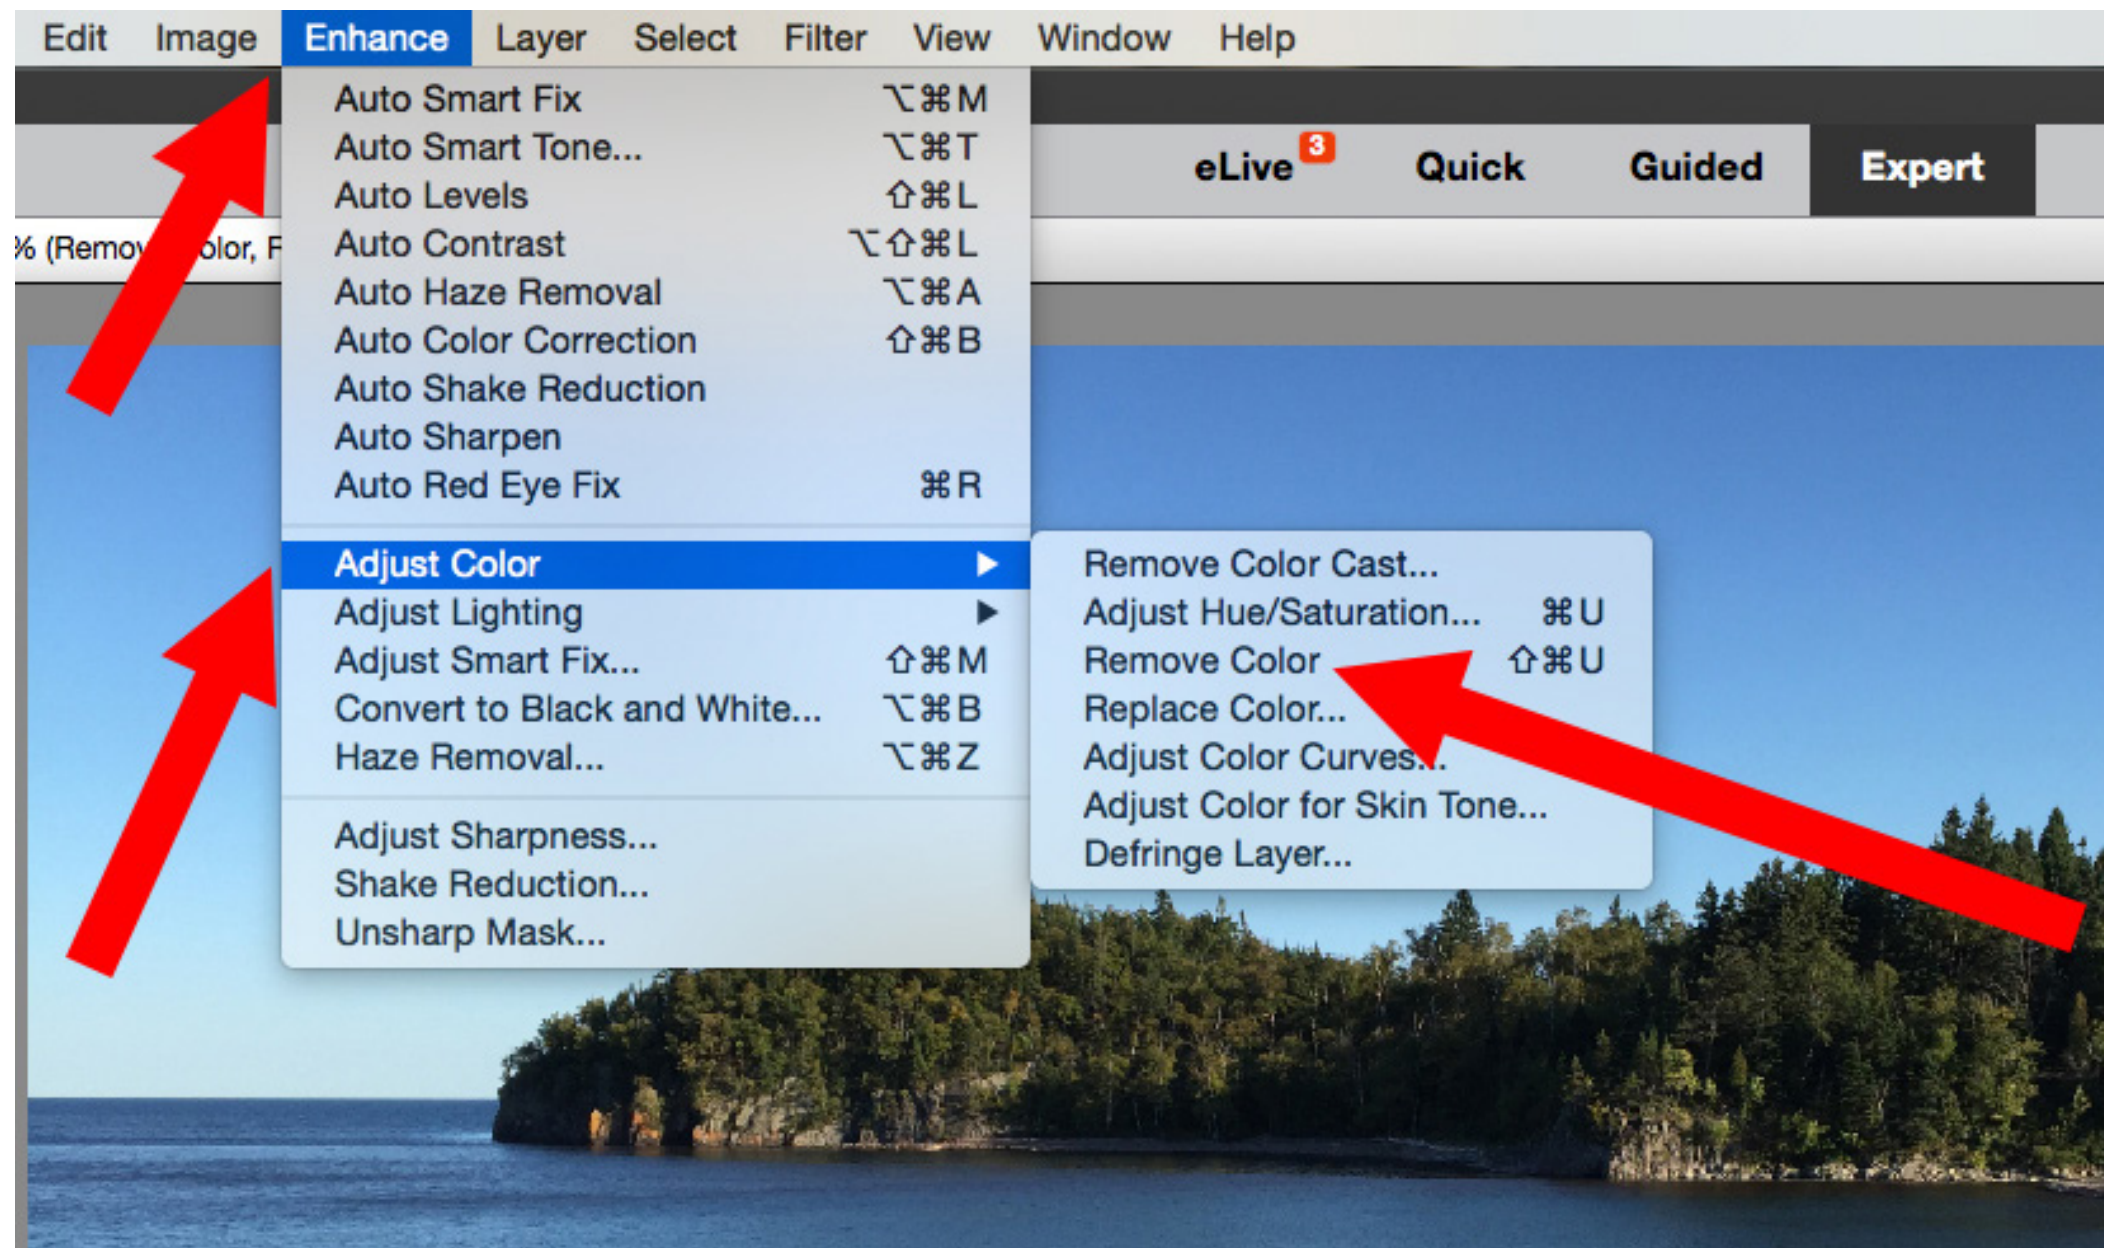 Edit Image Enhance Layer Select Filter View Window Help
Auto Smart Fix ⌥⌘M
Auto Smart Tone... ⌥⌘T
Auto Levels ⇧⌘L
Auto Contrast ⌥⇧⌘L
Auto Haze Removal ⌥⌘A
Auto Color Correction ⇧⌘B
Auto Shake Reduction
Auto Sharpen
Auto Red Eye Fix ⌘R
eLive 3 Quick Guided Expert
% (Remov olor,
Adjust Color ▶
Adjust Lighting ▶
Adjust Smart Fix... ⇧⌘M
Convert to Black and White... ⌥⌘B
Haze Removal... ⌥⌘Z
Adjust Sharpness...
Shake Reduction...
Unsharp Mask...
Remove Color Cast...
Adjust Hue/Saturation... ⌘U
Remove Color ⇧⌘U
Replace Color...
Adjust Color Curves...
Adjust Color for Skin Tone...
Defringe Layer...